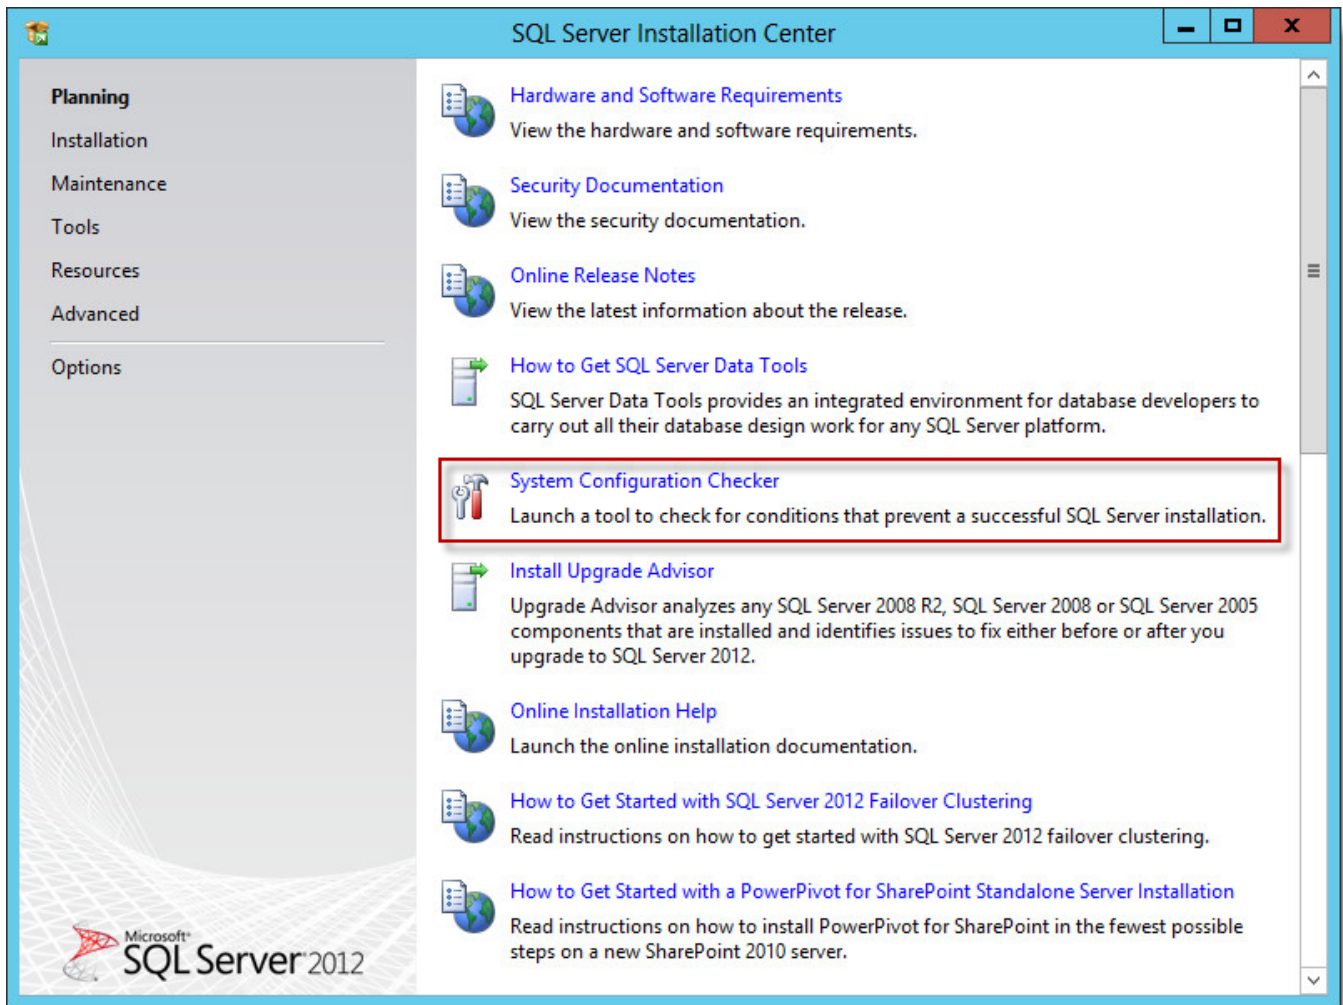 SQL Server Installation Center
Planning
Installation
Maintenance
Tools
Resources
Advanced
Options
Hardware and Software Requirements
View the hardware and software requirements.
Security Documentation
View the security documentation.
Online Release Notes
View the latest information about the release.
How to Get SQL Server Data Tools
SQL Server Data Tools provides an integrated environment for database developers to
carry out all their database design work for any SQL Server platform.
System Configuration Checker
Launch a tool to check for conditions that prevent a successful SQL Server installation.
Install Upgrade Advisor
Upgrade Advisor analyzes any SQL Server 2008 R2, SQL Server 2008 or SQL Server 2005
components that are installed and identifies issues to fix either before or after you
upgrade to SQL Server 2012.
Online Installation Help
Launch the online installation documentation.
How to Get Started with SQL Server 2012 Failover Clustering
Read instructions on how to get started with SQL Server 2012 failover clustering.
How to Get Started with a PowerPivot for SharePoint Standalone Server Installation
Read instructions on how to install PowerPivot for SharePoint in the fewest possible
steps on a new SharePoint 2010 server.
Microsoft
SQL Server 2012